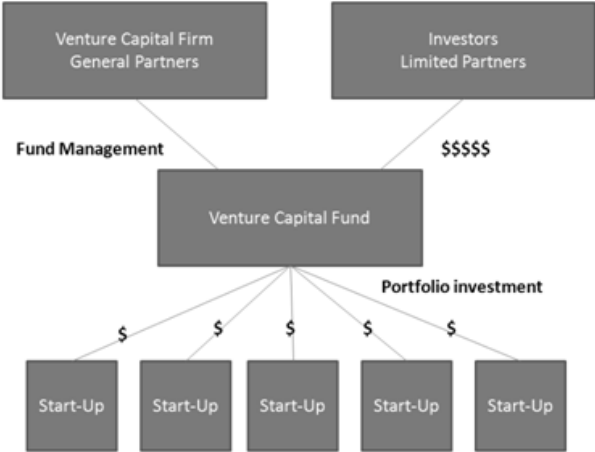 Venture Capital Firm
General Partners
Investors
Limited Partners
Fund Management
$$$$$
Venture Capital Fund
Portfolio investment
$
$
$
$
$
Start-Up
Start-Up
Start-Up
Start-Up
Start-Up